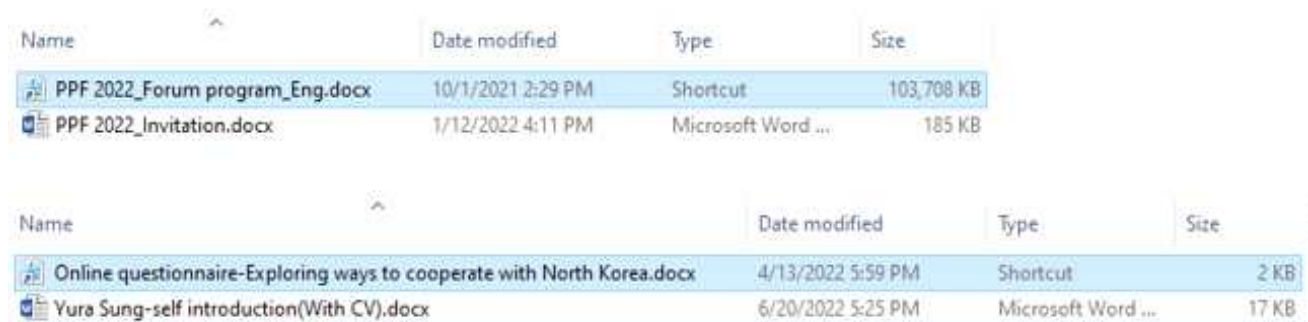 Name Date modified Type Size
PPF 2022_Forum program_Eng.docx 10/1/2021 2:29 PM Shortcut 103,708 KB
PPF 2022_Invitation.docx 1/12/2022 4:11 PM Microsoft Word ... 185 KB
Name Date modified Type Size
Online questionnaire-Exploring ways to cooperate with North Korea.docx 4/13/2022 5:59 PM Shortcut 2 KB
Yura Sung-self introduction(With CV).docx 6/20/2022 5:25 PM Microsoft Word ... 17 KB